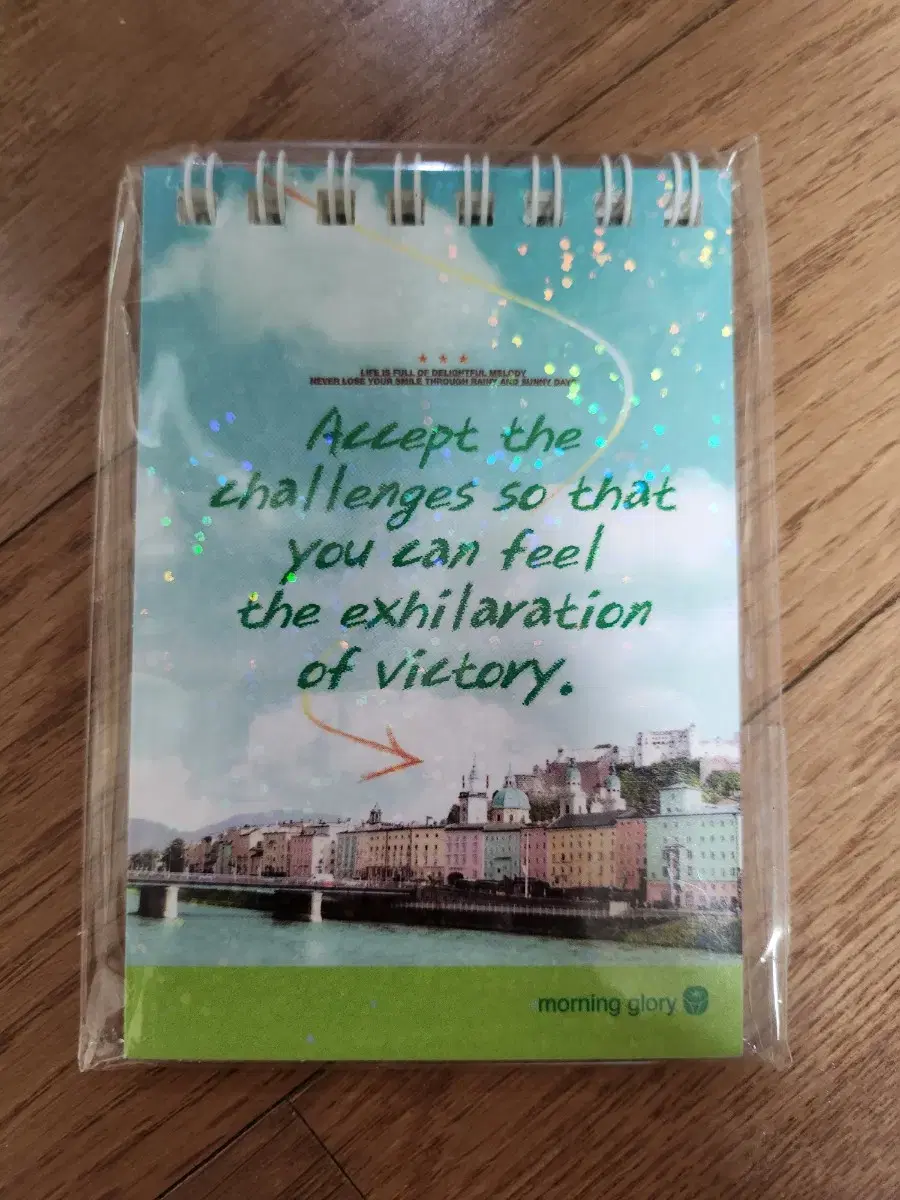 LIFE IS FULL OF DELIGHTFUL MELODY
NEVER LOSE YOUR SMILE THROUGH RAINY AND SUNNY DAYS
Accept the
challenges so that
you can feel
the exhilaration
of victory.
morning glory